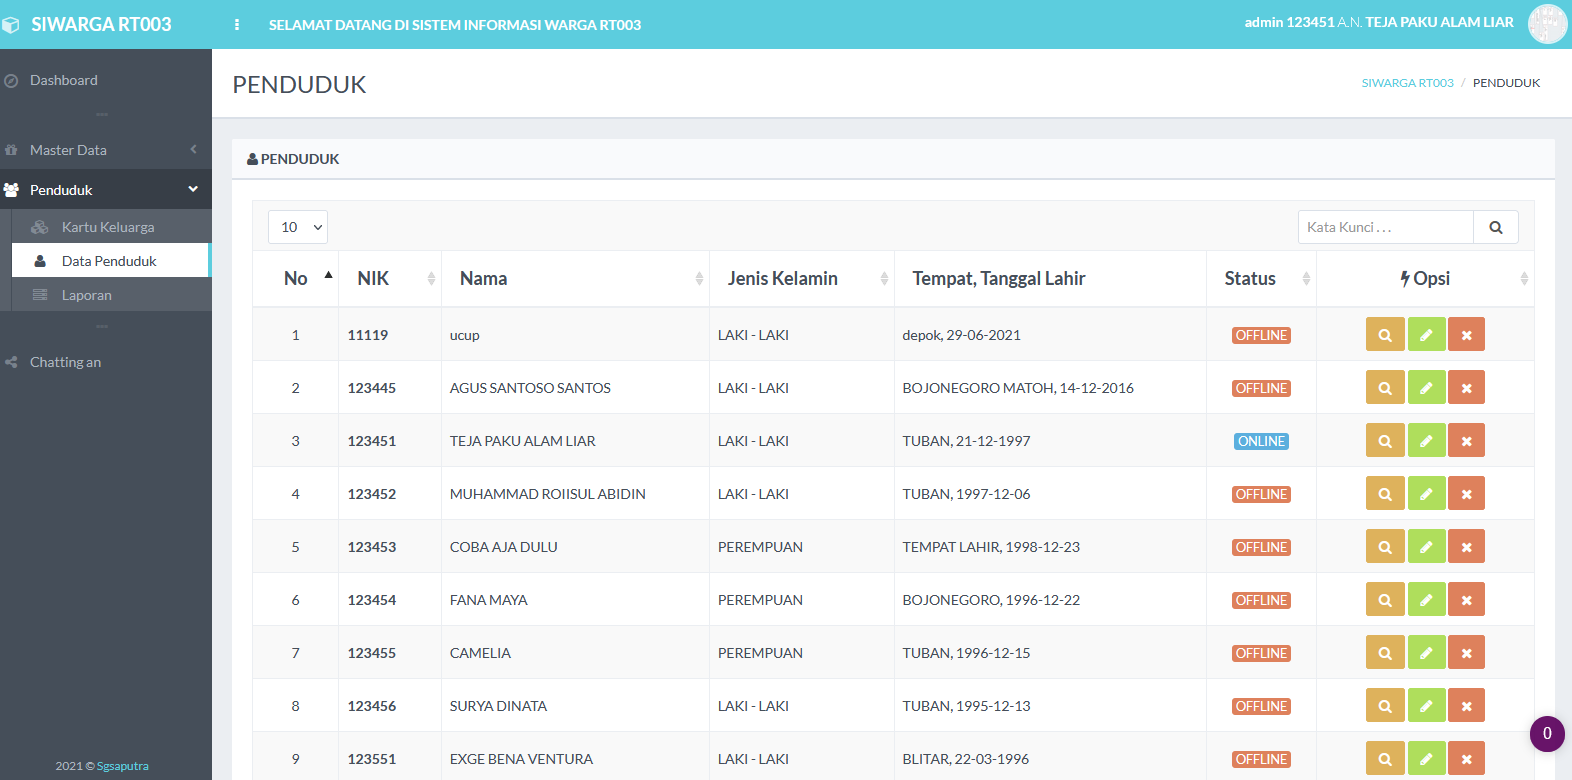 SIWARGA RT003
SELAMAT DATANG DI SISTEM INFORMASI WARGA RT003
admin 123451 A.N. TEJA PAKU ALAM LIAR
Dashboard
Master Data
Penduduk
Kartu Keluarga
Data Penduduk
Laporan
Chatting an
2021 © Sgsaputra
PENDUDUK
SIWARGA RT003 / PENDUDUK
PENDUDUK
10
Kata Kunci . . .
No NIK Nama Jenis Kelamin Tempat, Tanggal Lahir Status Opsi
1 11119 ucup LAKI - LAKI depok, 29-06-2021 OFFLINE
2 123445 AGUS SANTOSO SANTOS LAKI - LAKI BOJONEGORO MATOH, 14-12-2016 OFFLINE
3 123451 TEJA PAKU ALAM LIAR LAKI - LAKI TUBAN, 21-12-1997 ONLINE
4 123452 MUHAMMAD ROIISUL ABIDIN LAKI - LAKI TUBAN, 1997-12-06 OFFLINE
5 123453 COBA AJA DULU PEREMPUAN TEMPAT LAHIR, 1998-12-23 OFFLINE
6 123454 FANA MAYA PEREMPUAN BOJONEGORO, 1996-12-22 OFFLINE
7 123455 CAMELIA PEREMPUAN TUBAN, 1996-12-15 OFFLINE
8 123456 SURYA DINATA LAKI - LAKI TUBAN, 1995-12-13 OFFLINE
9 123551 EXGE BENA VENTURA LAKI - LAKI BLITAR, 22-03-1996 OFFLINE
0